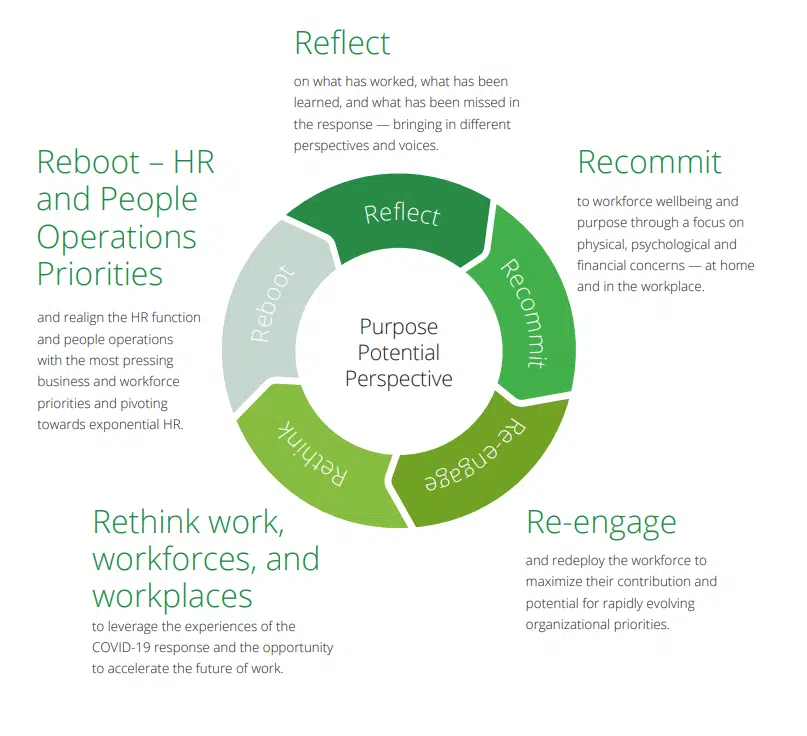 Reflect
on what has worked, what has been
learned, and what has been missed in
the response — bringing in different
perspectives and voices.
Recommit
to workforce wellbeing and
purpose through a focus on
physical, psychological and
financial concerns — at home
and in the workplace.
Re-engage
and redeploy the workforce to
maximize their contribution and
potential for rapidly evolving
organizational priorities.
Rethink work,
workforces, and
workplaces
to leverage the experiences of the
COVID-19 response and the opportunity
to accelerate the future of work.
Reboot – HR
and People
Operations
Priorities
and realign the HR function
and people operations
with the most pressing
business and workforce
priorities and pivoting
towards exponential HR.
Reflect
Recommit
Re-engage
Rethink
Reboot
Purpose
Potential
Perspective